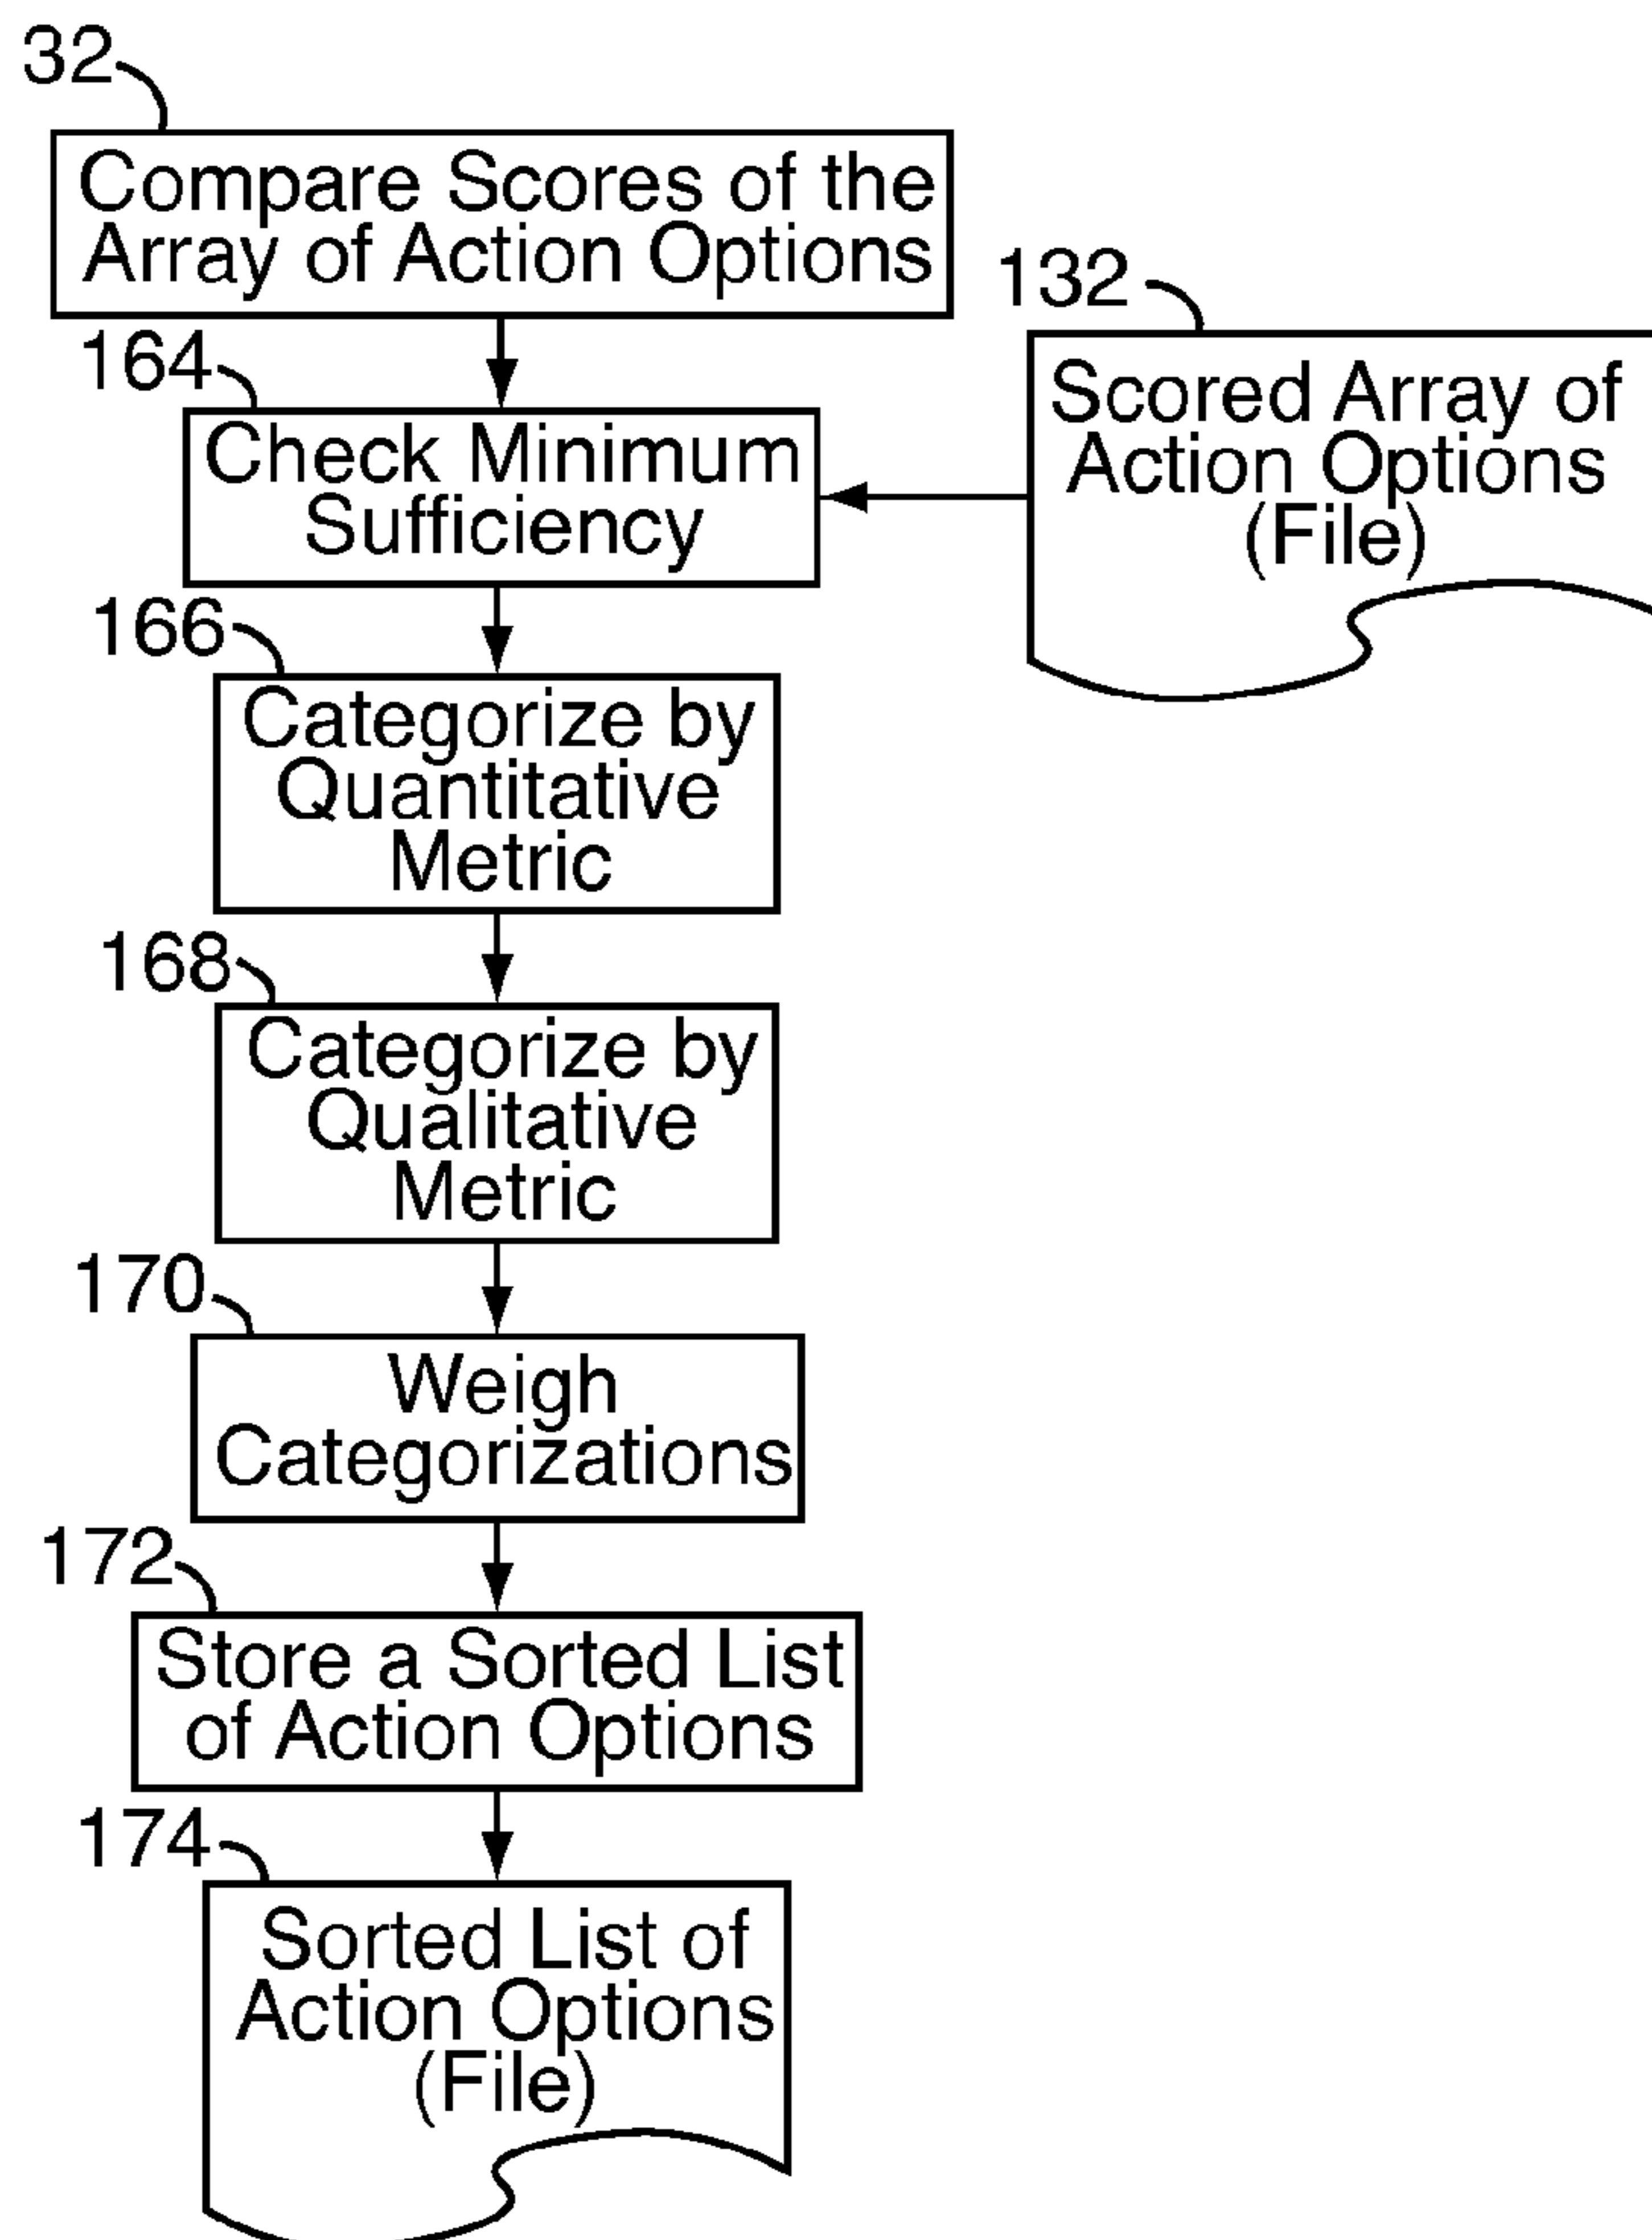 32
Compare Scores of the
Array of Action Options
132
Scored Array of
Action Options
(File)
164
Check Minimum
Sufficiency
166
Categorize by
Quantitative
Metric
168
Categorize by
Qualitative
Metric
170
Weigh
Categorizations
172
Store a Sorted List
of Action Options
174
Sorted List of
Action Options
(File)